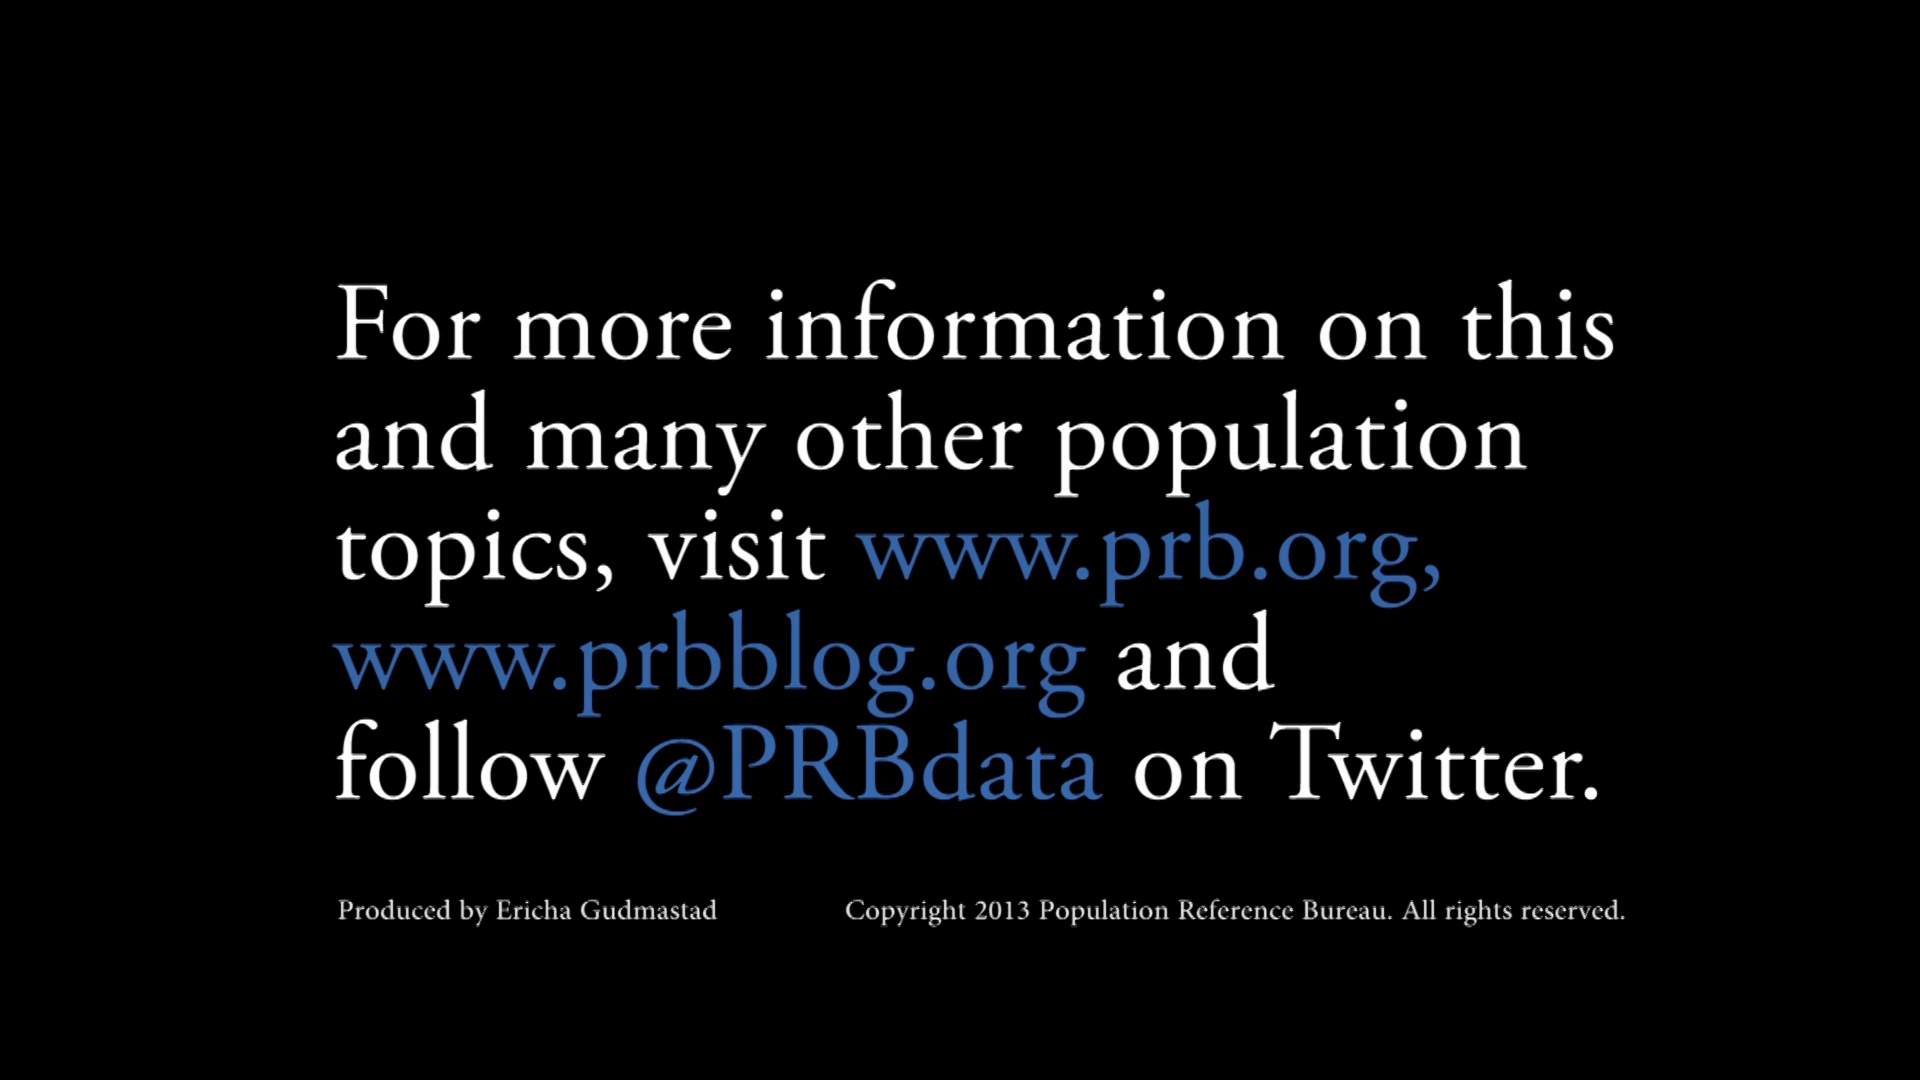 For more information on this
and many other population
topics, visit www.prb.org,
www.prbblog.org and
follow @PRBdata on Twitter.
Produced by Ericha Gudmastad
Copyright 2013 Population Reference Bureau. All rights reserved.